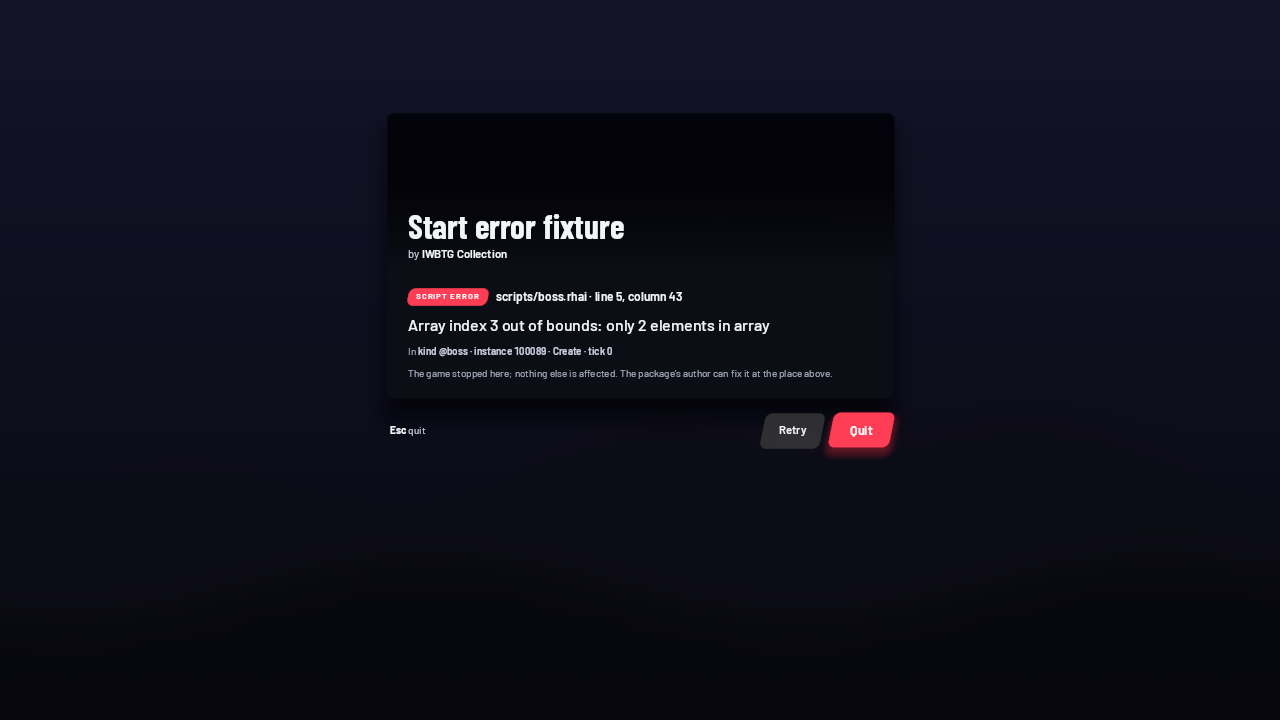 Start error fixture
by IWBTG Collection
SCRIPT ERROR scripts/boss.rhai · line 5, column 43
Array index 3 out of bounds: only 2 elements in array
In kind @boss · instance 100089 · Create · tick 0
The game stopped here; nothing else is affected. The package's author can fix it at the place above.
Esc quit Retry Quit